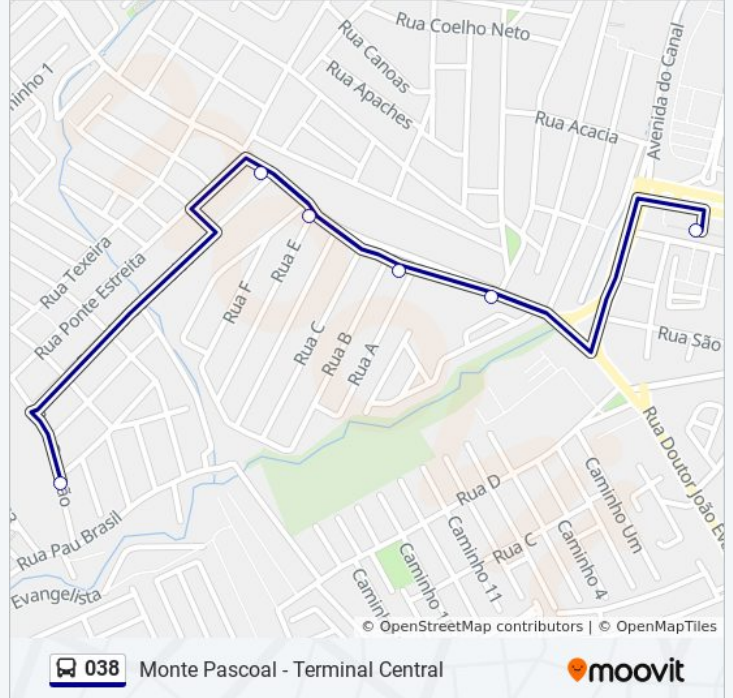 Rua Coelho Neto
Rua Canoas
Avenida do Canal
Rua Apaches
Rua Acacia
Rua Texeira
Rua Ponte Estreita
Rua E
Rua F
Rua C
Rua B
Rua A
Rua São
Rua Doutor João
Rua D
Caminho Um
Rua Pau Brasil
Caminho 11
Rua C
Caminho 4
Evangelista
© OpenStreetMap contributors | © OpenMapTiles
038 Monte Pascoal - Terminal Central
moovit